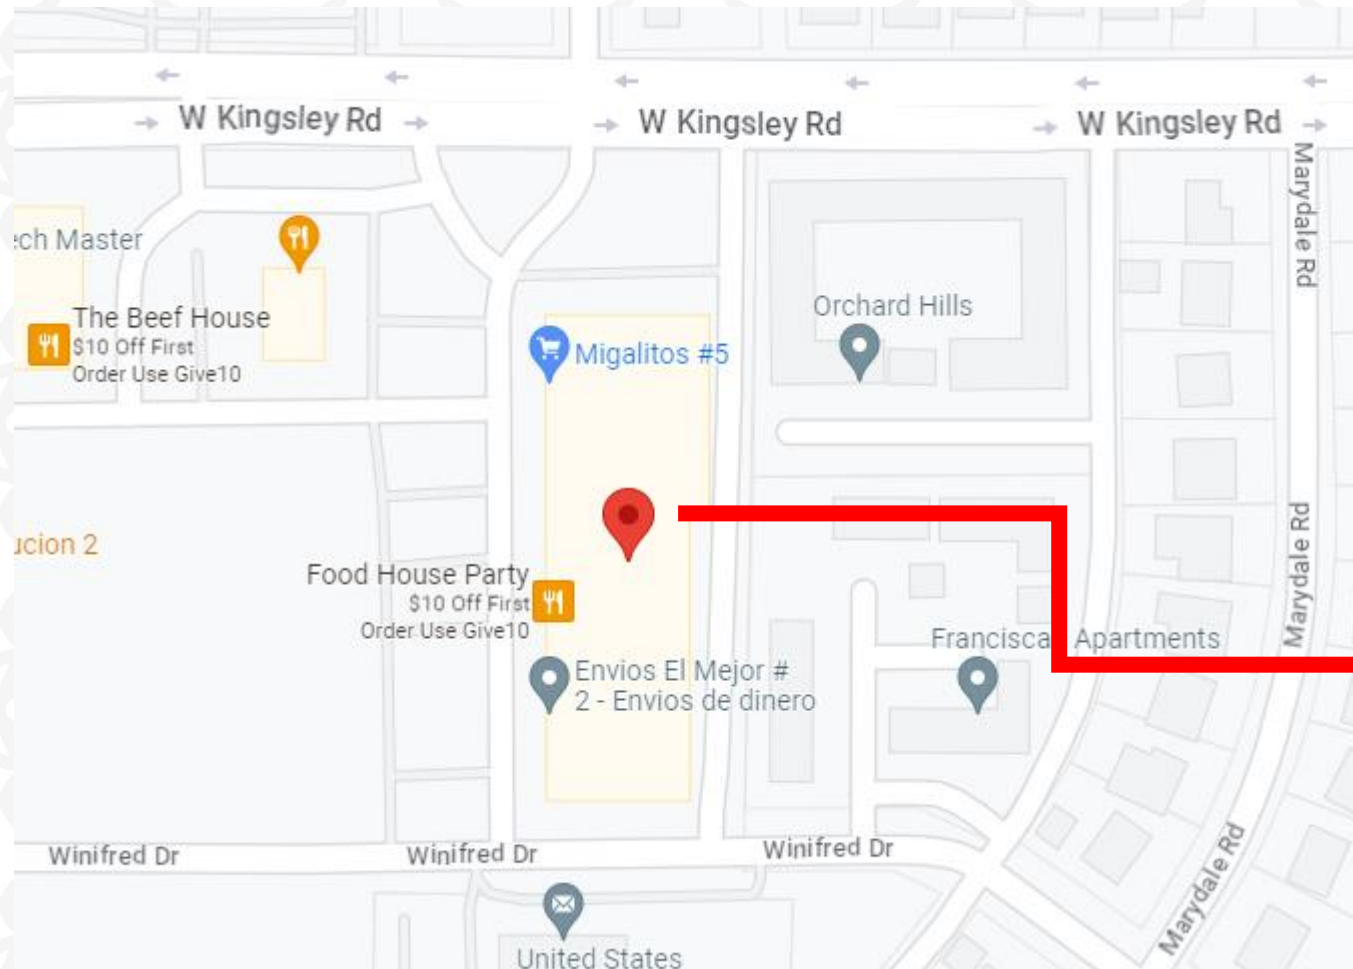 W Kingsley Rd
W Kingsley Rd
W Kingsley Rd
Marydale Rd
ech Master
The Beef House
$10 Off First
Order Use Give10
Orchard Hills
Migalitos #5
ucion 2
Food House Party
$10 Off First
Order Use Give10
Marydale Rd
Francisca Apartments
Envios El Mejor #
2 - Envios de dinero
Winifred Dr
Winifred Dr
Winifred Dr
Marydale Rd
United States